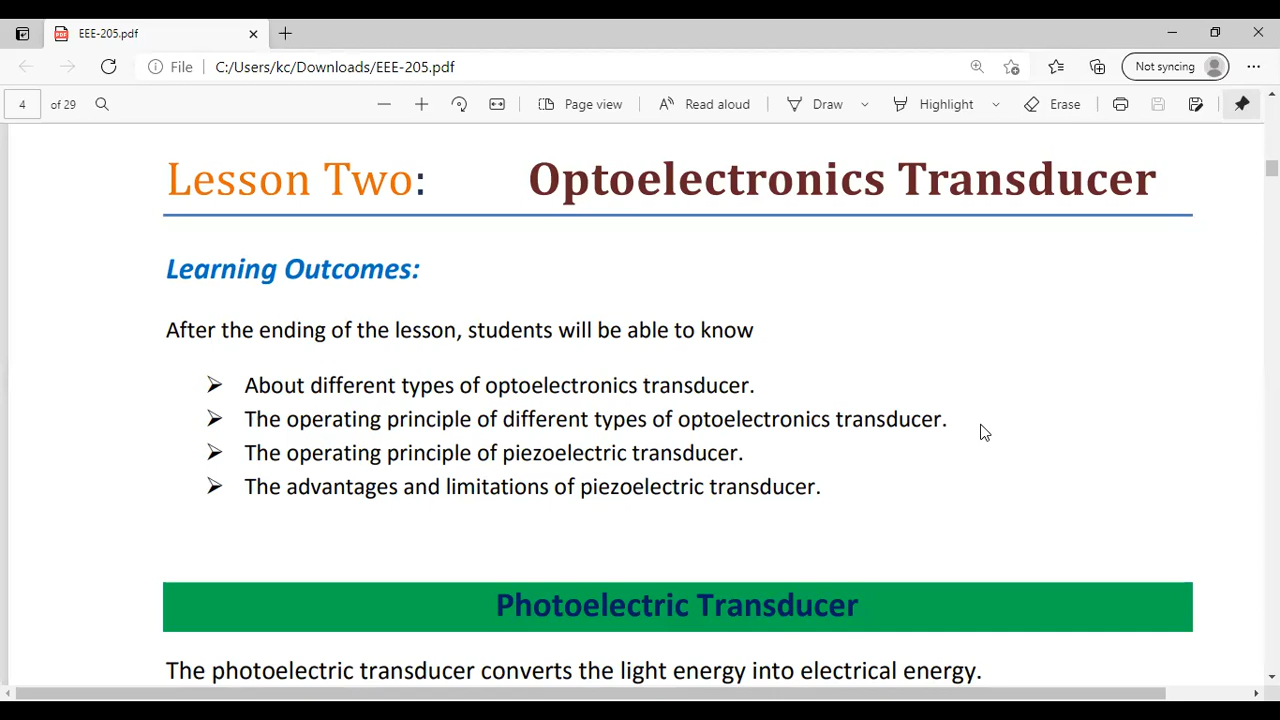 EEE-205.pdf
File C:/Users/kc/Downloads/EEE-205.pdf Not syncing
4 of 29 Page view Read aloud Draw Highlight Erase
Lesson Two: Optoelectronics Transducer
Learning Outcomes:
After the ending of the lesson, students will be able to know
➢ About different types of optoelectronics transducer.
➢ The operating principle of different types of optoelectronics transducer.
➢ The operating principle of piezoelectric transducer.
➢ The advantages and limitations of piezoelectric transducer.
Photoelectric Transducer
The photoelectric transducer converts the light energy into electrical energy.